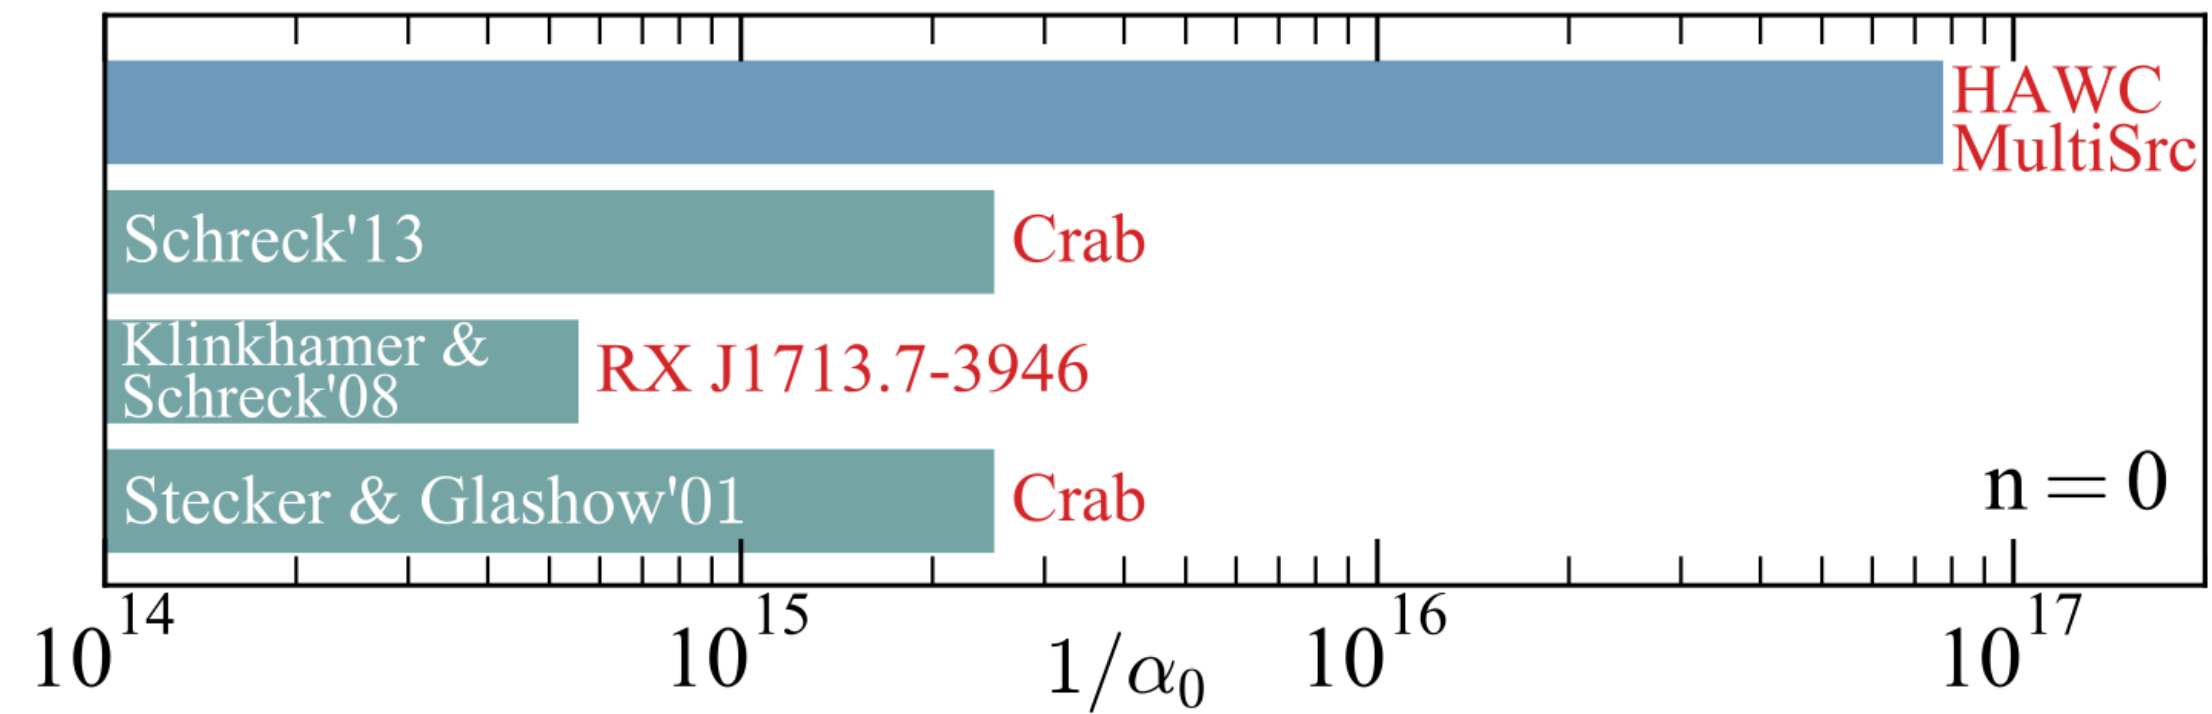 HAWC
MultiSrc
Schreck'13
Crab
Klinkhamer &
Schreck'08
RX J1713.7-3946
Stecker & Glashow'01
Crab
n = 0
10^14
10^15
1/α₀
10^16
10^17